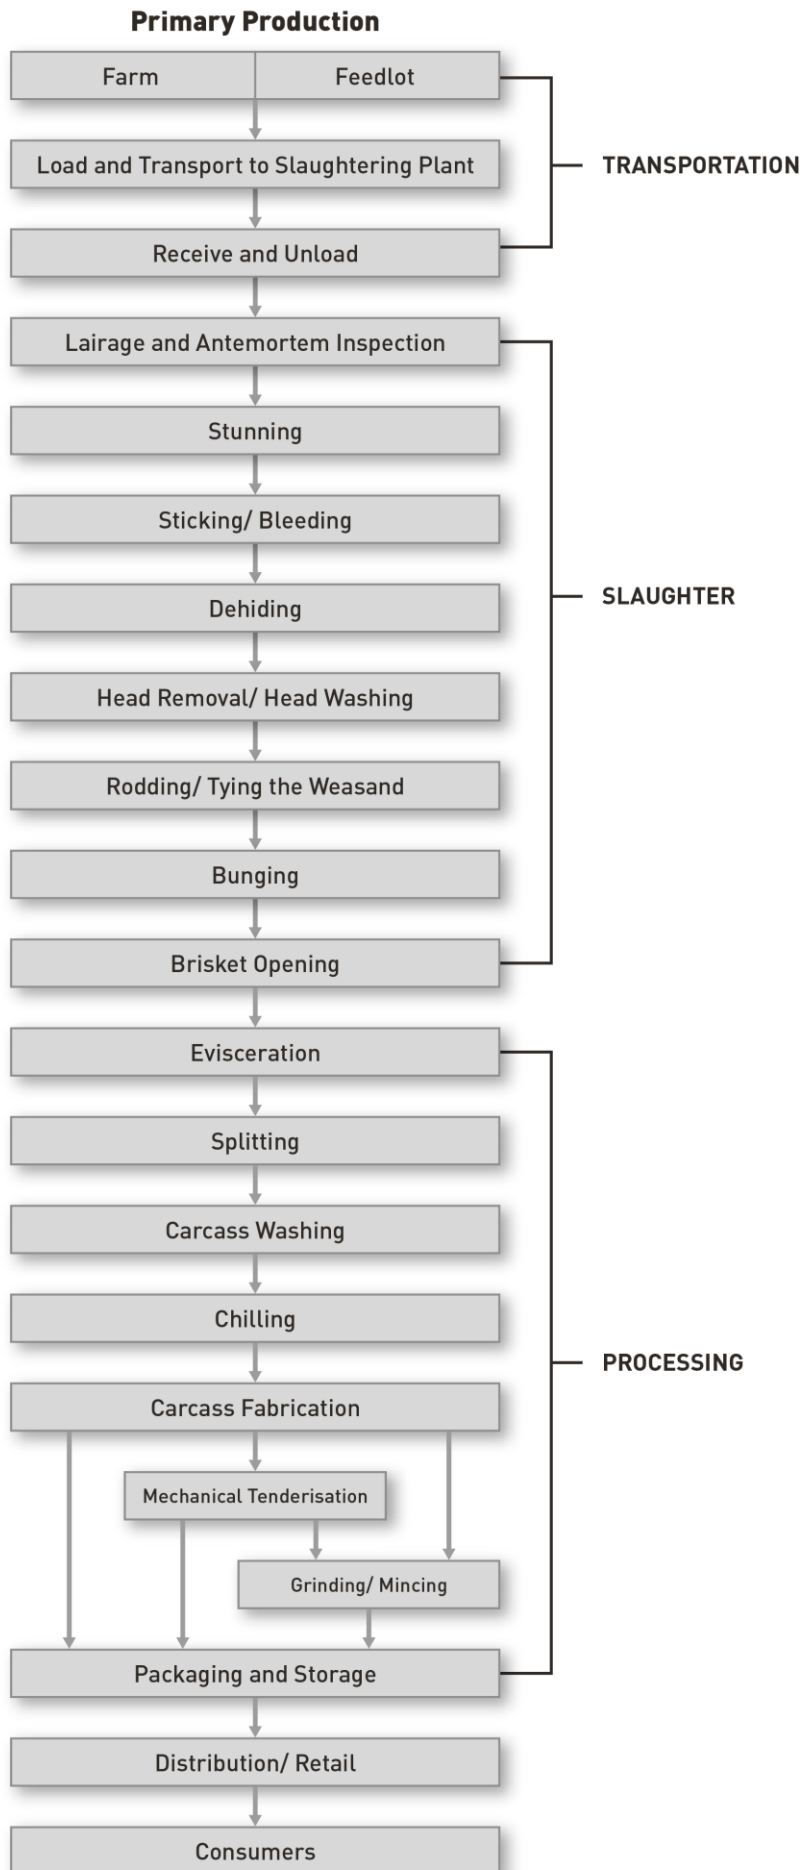 Primary Production
Farm
Feedlot
Load and Transport to Slaughtering Plant
TRANSPORTATION
Receive and Unload
Lairage and Antemortem Inspection
Stunning
Sticking/ Bleeding
Dehiding
SLAUGHTER
Head Removal/ Head Washing
Rodding/ Tying the Weasand
Bunging
Brisket Opening
Evisceration
Splitting
Carcass Washing
Chilling
PROCESSING
Carcass Fabrication
Mechanical Tenderisation
Grinding/ Mincing
Packaging and Storage
Distribution/ Retail
Consumers